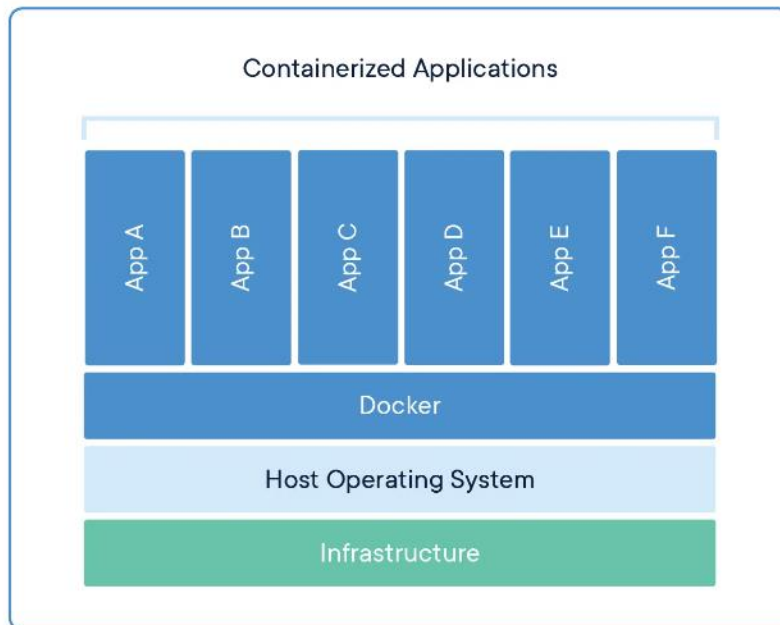 Containerized Applications
App A
App B
App C
App D
App E
App F
Docker
Host Operating System
Infrastructure